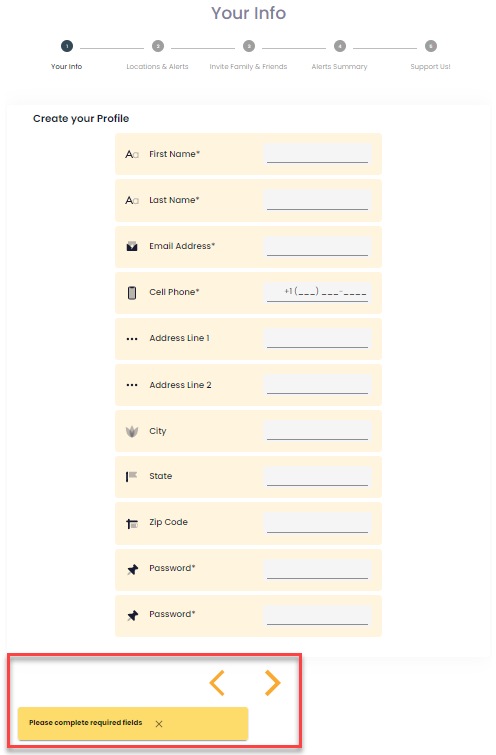 Your Info
1 2 3 4 5
Your Info Locations & Alerts Invite Family & Friends Alerts Summary Support Us!
Create your Profile
First Name*
Last Name*
Email Address*
Cell Phone* +1 (___) ___-____
Address Line 1
Address Line 2
City
State
Zip Code
Password*
Password*
Please complete required fields